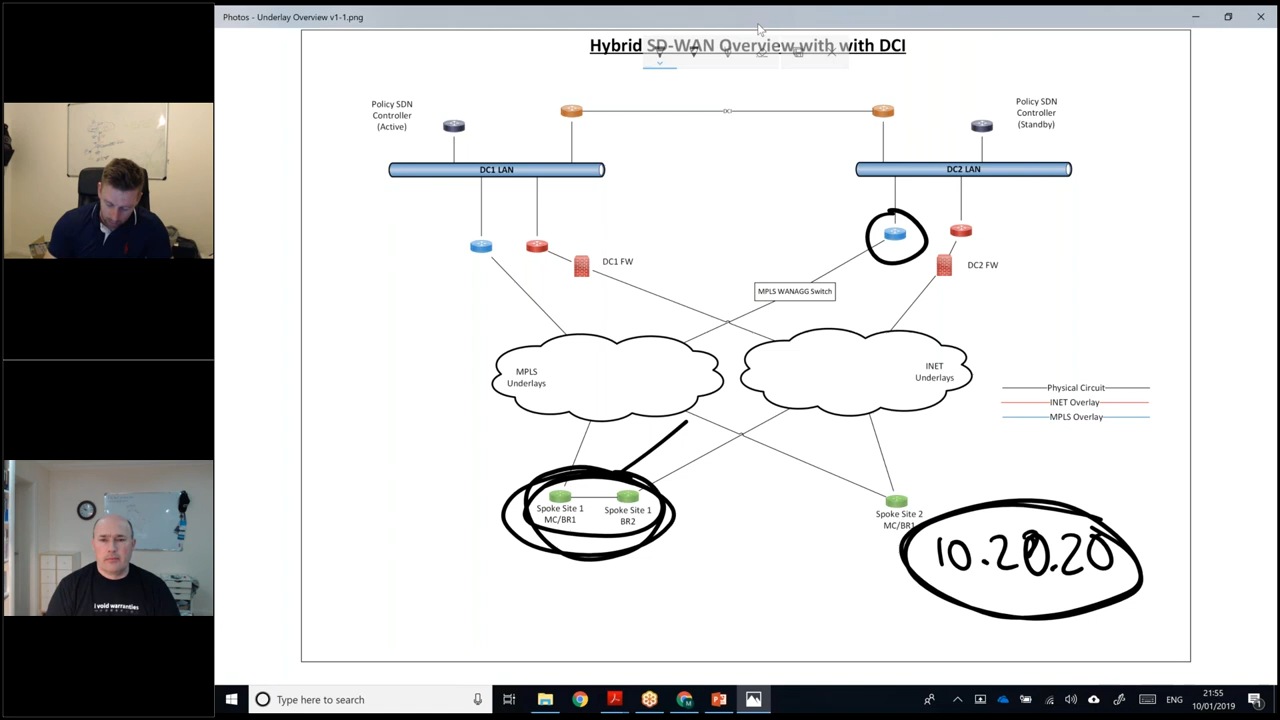 Photos - Underlay Overview v1-1.png
Hybrid SD-WAN Overview with with DCI
Policy SDN
Controller
(Active)
Policy SDN
Controller
(Standby)
DCI
DC1 LAN
DC2 LAN
DC1 FW
DC2 FW
MPLS WANAGG Switch
MPLS
Underlays
INET
Underlays
Physical Circuit
INET Overlay
MPLS Overlay
Spoke Site 1
MC/BR1
Spoke Site 1
BR2
Spoke Site 2
MC/BR1
10.20.20
i void warranties
Type here to search
ENG
21:55
10/01/2019